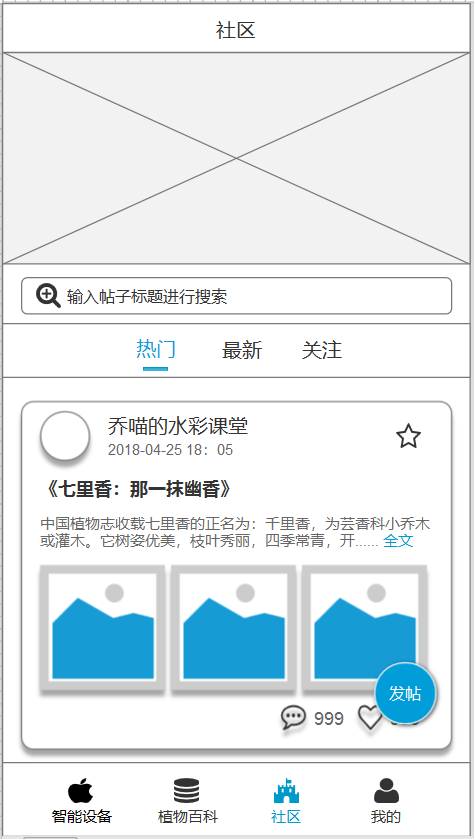 社区
输入帖子标题进行搜索
热门 最新 关注
乔喵的水彩课堂
2018-04-25 18：05
《七里香：那一抹幽香》
中国植物志收载七里香的正名为：千里香，为芸香科小乔木
或灌木。它树姿优美，枝叶秀丽，四季常青，开...... 全文
发帖
999
智能设备 植物百科 社区 我的